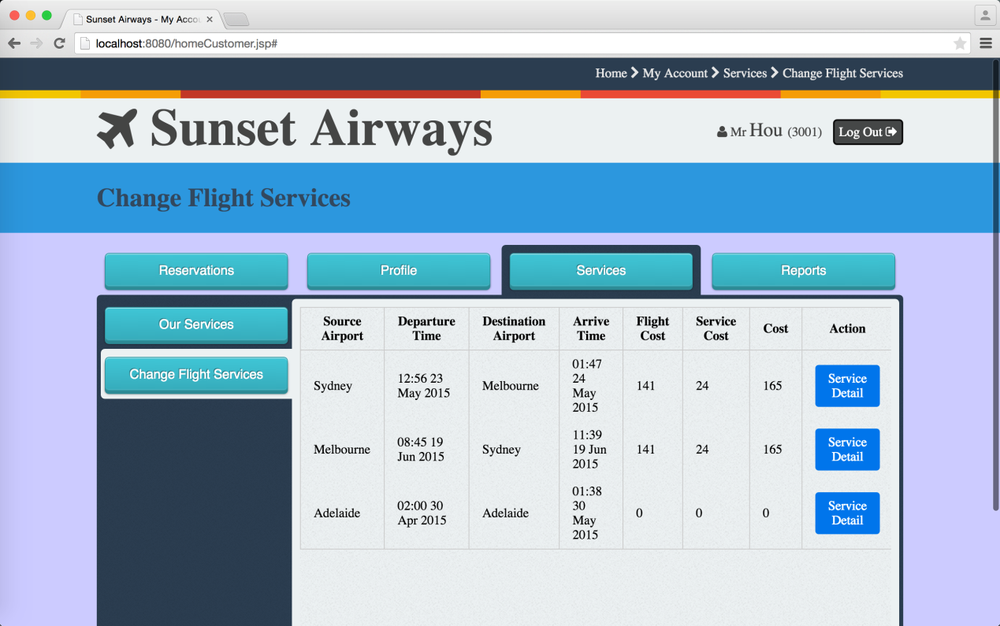 Sunset Airways - My Accou
localhost:8080/homeCustomer.jsp#
Home My Account Services Change Flight Services
Sunset Airways
Mr Hou (3001) Log Out
Change Flight Services
Reservations Profile Services Reports
Our Services
Change Flight Services
Source Airport Departure Time Destination Airport Arrive Time Flight Cost Service Cost Cost Action
Sydney 12:56 23 May 2015 Melbourne 01:47 24 May 2015 141 24 165 Service Detail
Melbourne 08:45 19 Jun 2015 Sydney 11:39 19 Jun 2015 141 24 165 Service Detail
Adelaide 02:00 30 Apr 2015 Adelaide 01:38 30 May 2015 0 0 0 Service Detail